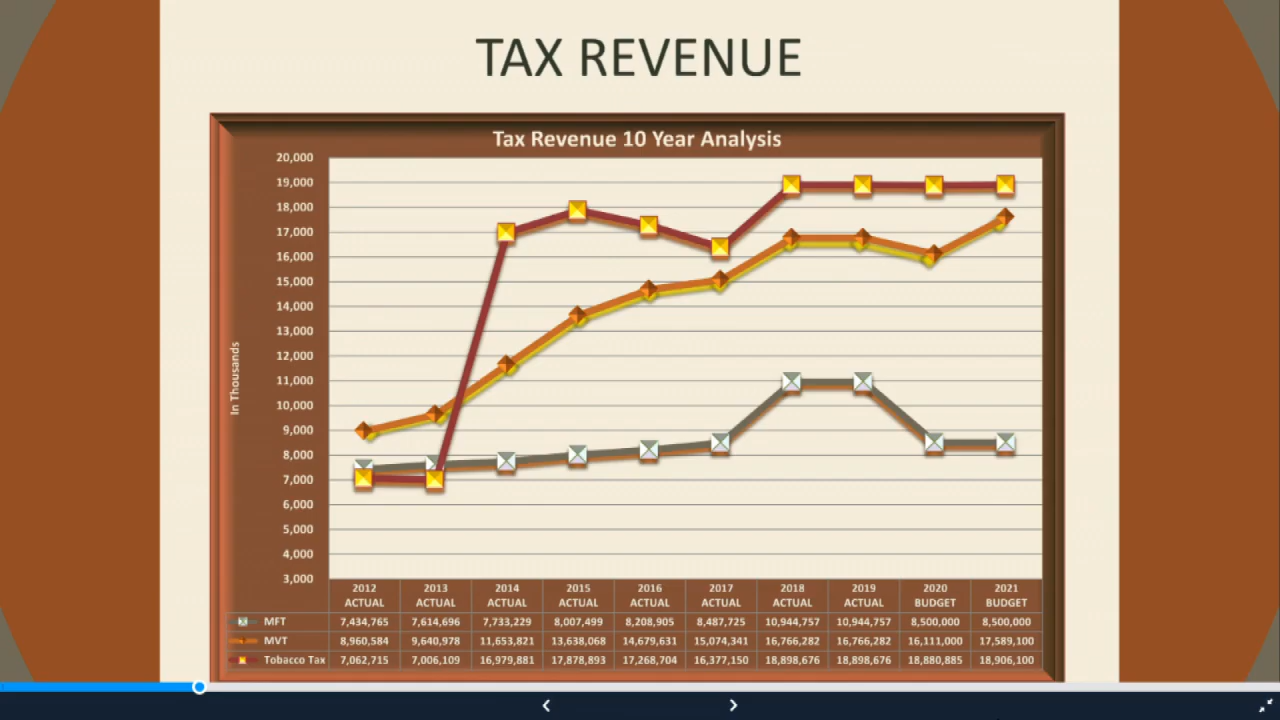 TAX REVENUE
Tax Revenue 10 Year Analysis
20,000
19,000
18,000
17,000
16,000
15,000
14,000
13,000
12,000
11,000
10,000
9,000
8,000
7,000
6,000
5,000
4,000
3,000
In Thousands
2012 2013 2014 2015 2016 2017 2018 2019 2020 2021
ACTUAL ACTUAL ACTUAL ACTUAL ACTUAL ACTUAL ACTUAL ACTUAL BUDGET BUDGET
MFT 7,434,765 7,614,696 7,733,229 8,007,499 8,208,905 8,487,725 10,944,757 10,944,757 8,500,000 8,500,000
MVT 8,960,584 9,640,978 11,653,821 13,638,068 14,679,631 15,074,341 16,766,282 16,766,282 16,111,000 17,589,100
Tobacco Tax 7,062,715 7,006,109 16,979,881 17,878,893 17,268,704 16,377,150 18,898,676 18,898,676 18,880,885 18,906,100